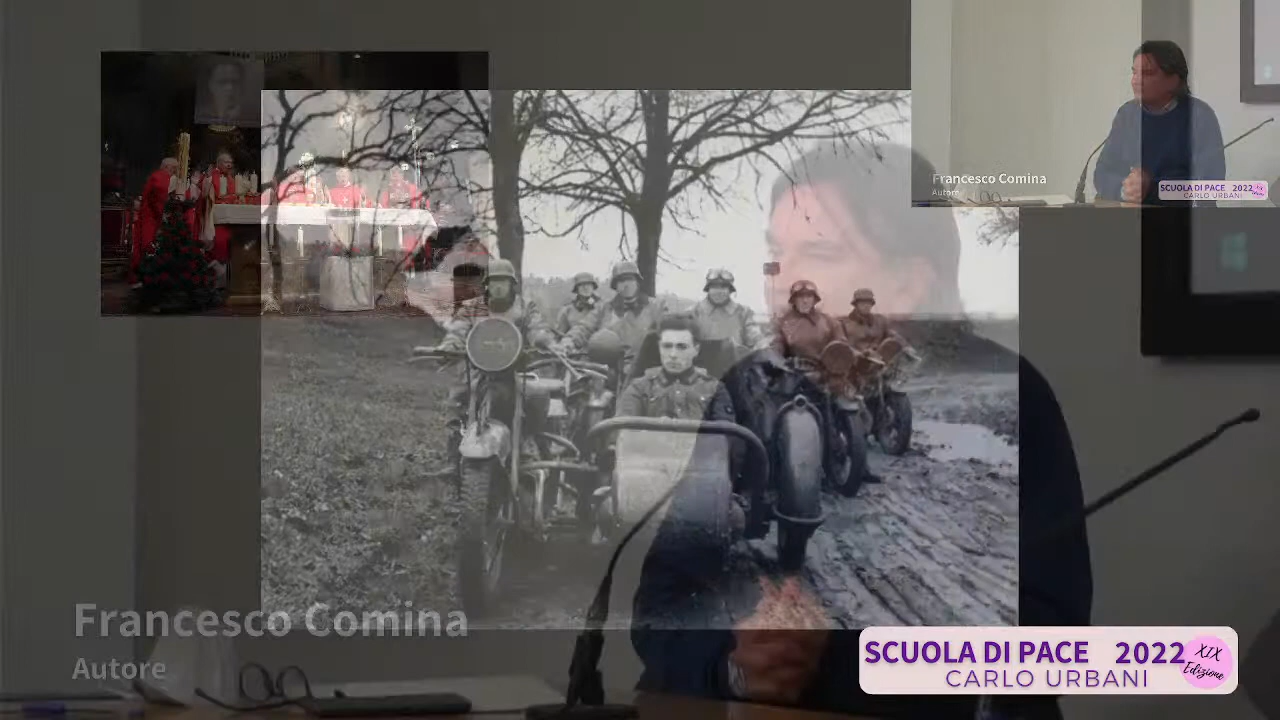 Francesco Comina
Autore
SCUOLA DI PACE 2022
CARLO URBANI
Francesco Comina
Autore
SCUOLA DI PACE 2022 XIX
Edizione
CARLO URBANI